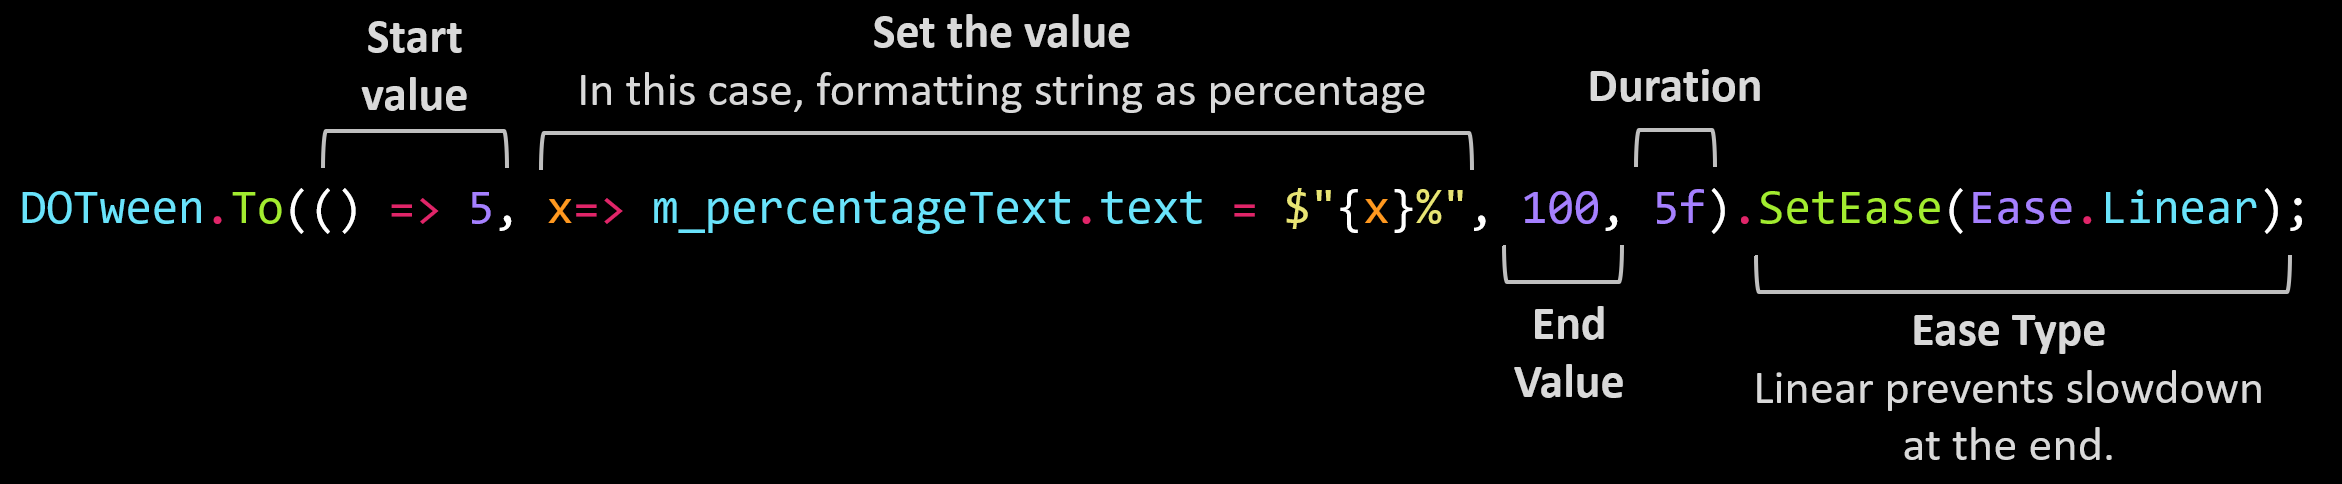 Start
value
Set the value
In this case, formatting string as percentage
Duration
DOTween.To(() => 5, x=> m_percentageText.text = $"{x}%", 100, 5f).SetEase(Ease.Linear);
End
Value
Ease Type
Linear prevents slowdown
at the end.